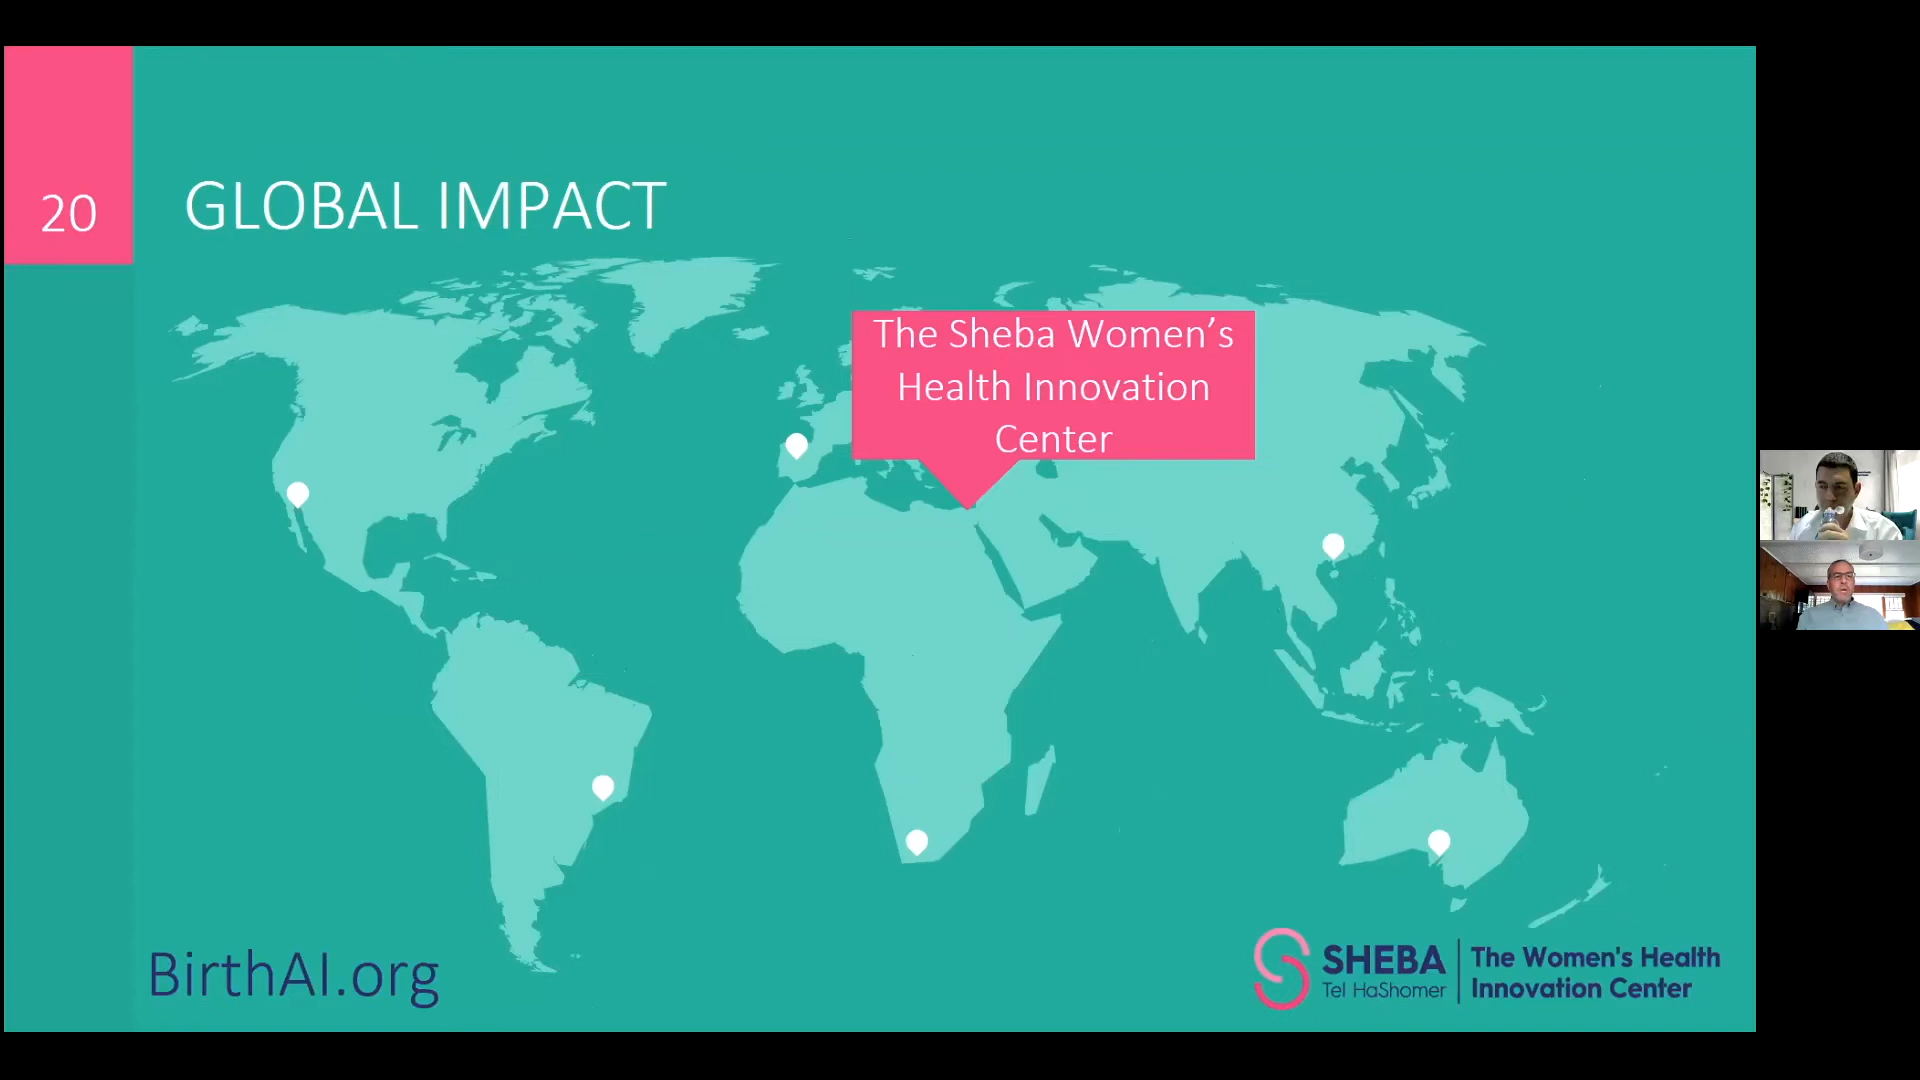 20
GLOBAL IMPACT
The Sheba Women’s
Health Innovation
Center
BirthAI.org
SHEBA
Tel HaShomer
The Women's Health
Innovation Center